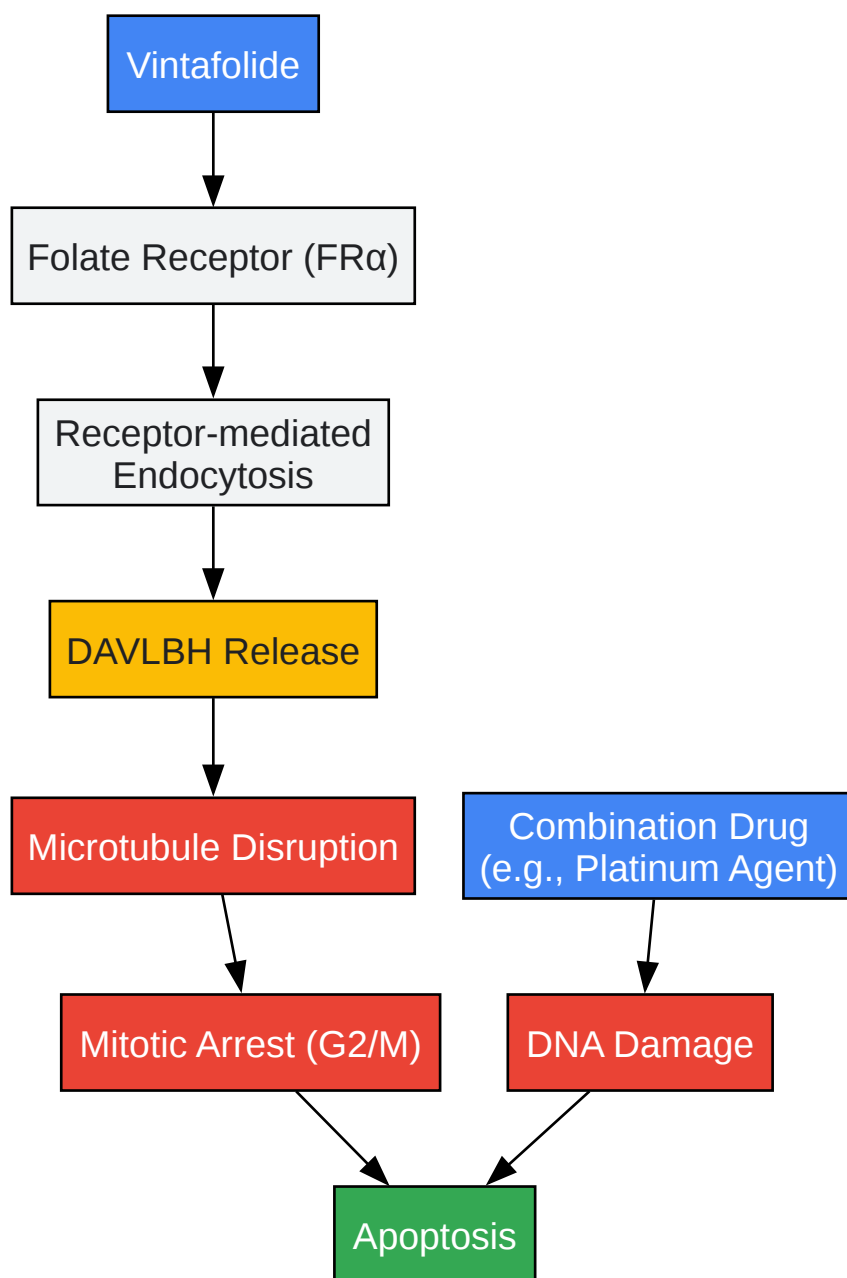 Vintafolide
Folate Receptor (FRα)
Receptor-mediated
Endocytosis
DAVLBH Release
Microtubule Disruption
Combination Drug
(e.g., Platinum Agent)
Mitotic Arrest (G2/M)
DNA Damage
Apoptosis